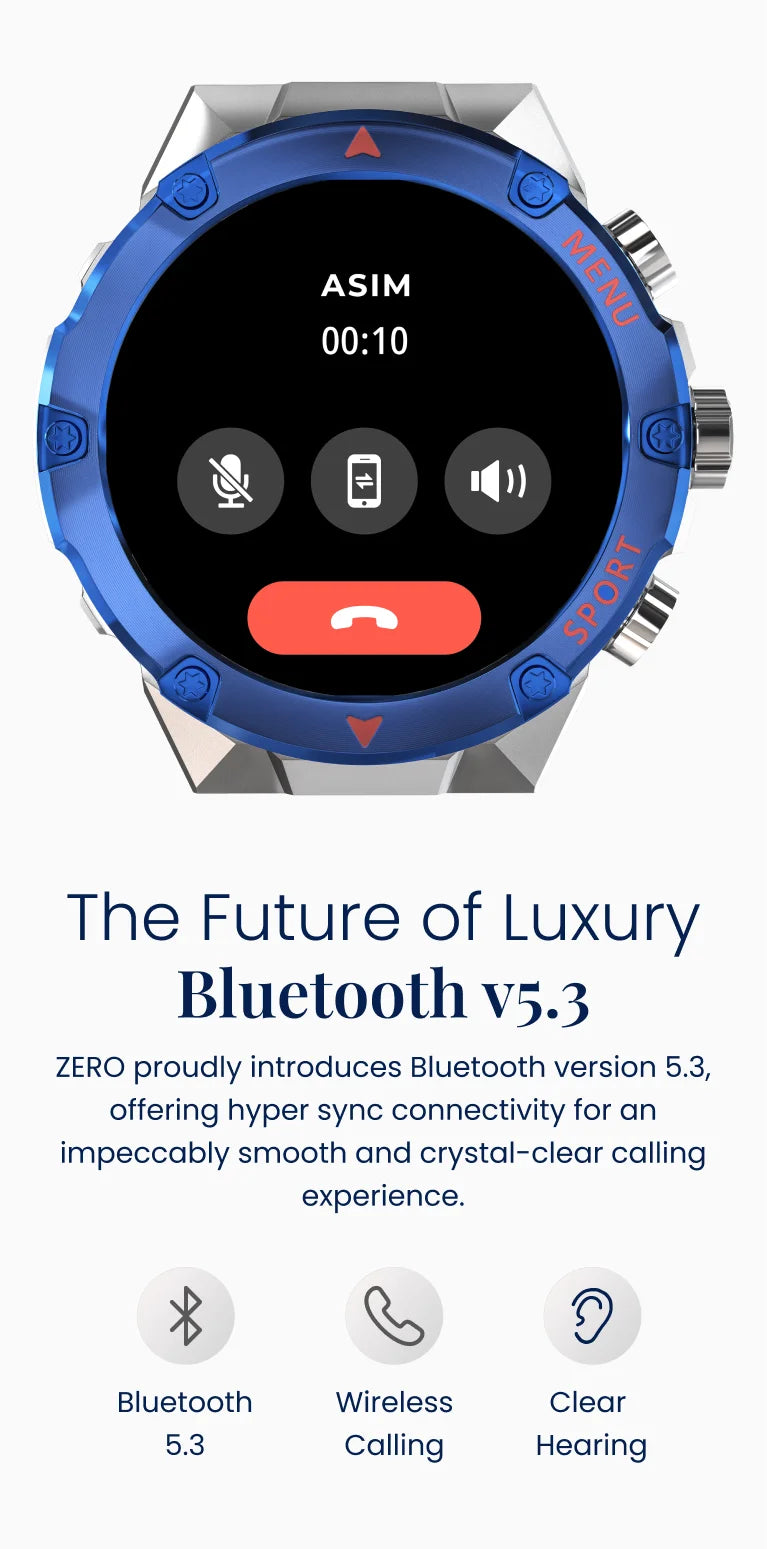 ASIM
00:10
MENU
SPORT
The Future of Luxury
Bluetooth v5.3
ZERO proudly introduces Bluetooth version 5.3,
offering hyper sync connectivity for an
impeccably smooth and crystal-clear calling
experience.
Bluetooth
5.3
Wireless
Calling
Clear
Hearing